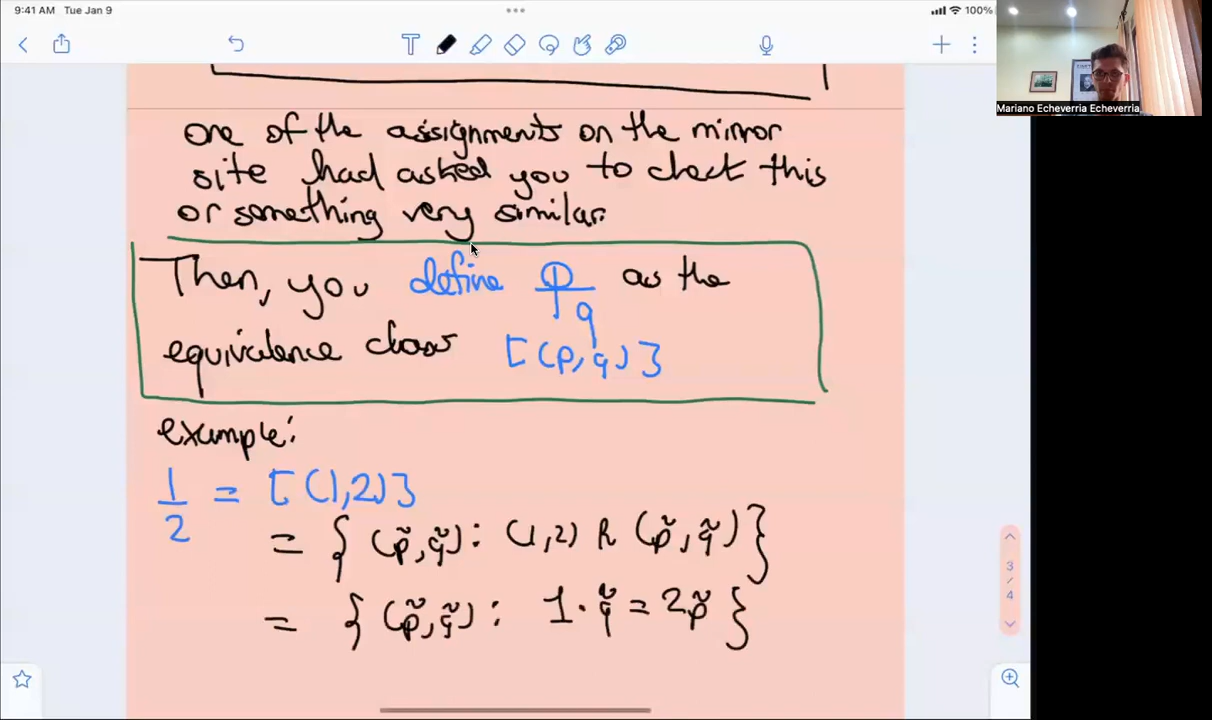 9:41 AM Tue Jan 9
100%
Mariano Echeverria Echeverria
one of the assignments on the mirror
site had asked you to check this
or something very similar.
Then, you define p/q as the
equivalence class [(p,q)]
example:
1/2 = [(1,2)]
= { (p̃,q̃) : (1,2) R (p̃,q̃) }
= { (p̃,q̃) : 1·q̃ = 2p̃ }
3
/
4